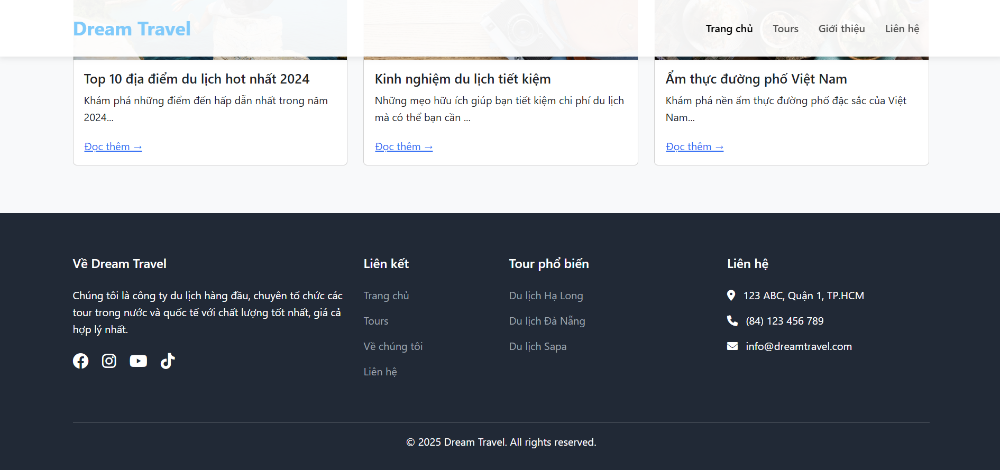 Dream Travel
Trang chủ
Tours
Giới thiệu
Liên hệ
Top 10 địa điểm du lịch hot nhất 2024
Khám phá những điểm đến hấp dẫn nhất trong năm
2024...
Đọc thêm →
Kinh nghiệm du lịch tiết kiệm
Những mẹo hữu ích giúp bạn tiết kiệm chi phí du lịch
mà có thể bạn cần ...
Đọc thêm →
Ẩm thực đường phố Việt Nam
Khám phá nền ẩm thực đường phố đặc sắc của Việt
Nam...
Đọc thêm →
Về Dream Travel
Chúng tôi là công ty du lịch hàng đầu, chuyên tổ chức các
tour trong nước và quốc tế với chất lượng tốt nhất, giá cả
hợp lý nhất.
Liên kết
Trang chủ
Tours
Về chúng tôi
Liên hệ
Tour phổ biến
Du lịch Hạ Long
Du lịch Đà Nẵng
Du lịch Sapa
Liên hệ
123 ABC, Quận 1, TP.HCM
(84) 123 456 789
info@dreamtravel.com
© 2025 Dream Travel. All rights reserved.